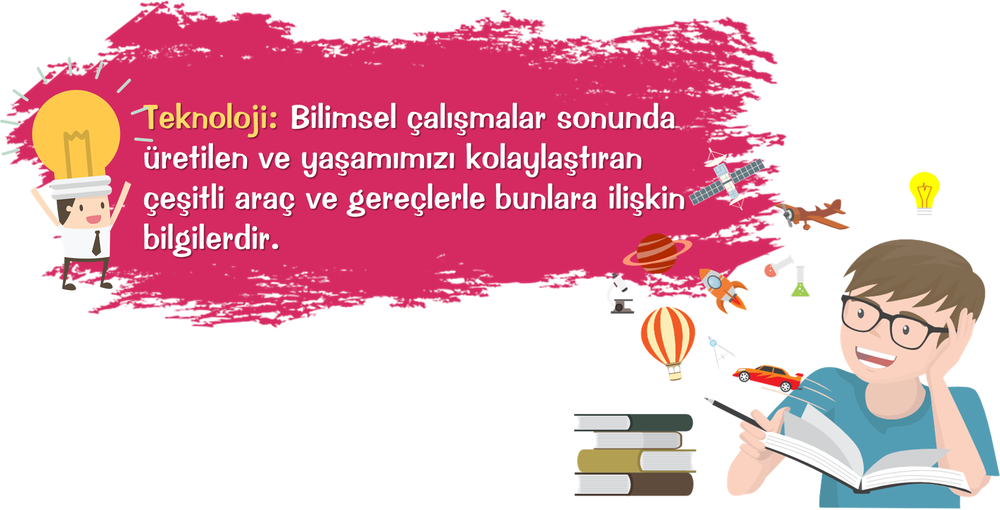 Teknoloji: Bilimsel çalışmalar sonunda
üretilen ve yaşamımızı kolaylaştıran
çeşitli araç ve gereçlerle bunlara ilişkin
bilgilerdir.